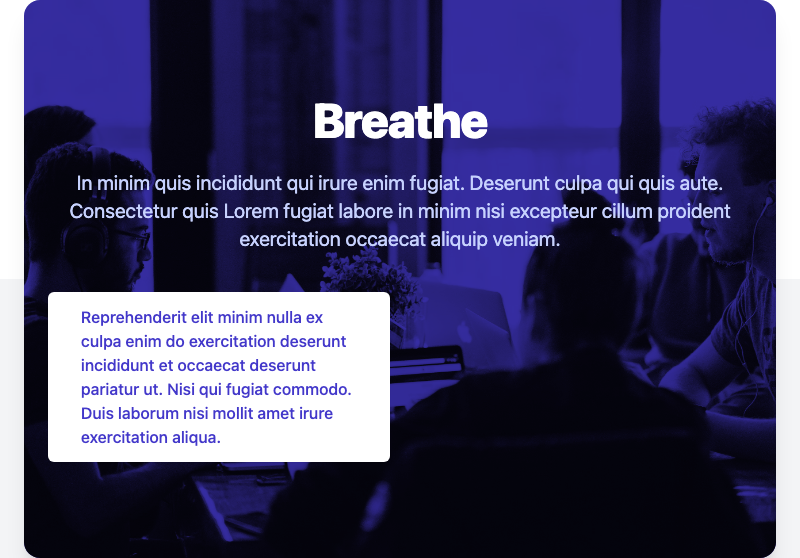 Breathe
In minim quis incididunt qui irure enim fugiat. Deserunt culpa qui quis aute.
Consectetur quis Lorem fugiat labore in minim nisi excepteur cillum proident
exercitation occaecat aliquip veniam.
Reprehenderit elit minim nulla ex
culpa enim do exercitation deserunt
incididunt et occaecat deserunt
pariatur ut. Nisi qui fugiat commodo.
Duis laborum nisi mollit amet irure
exercitation aliqua.